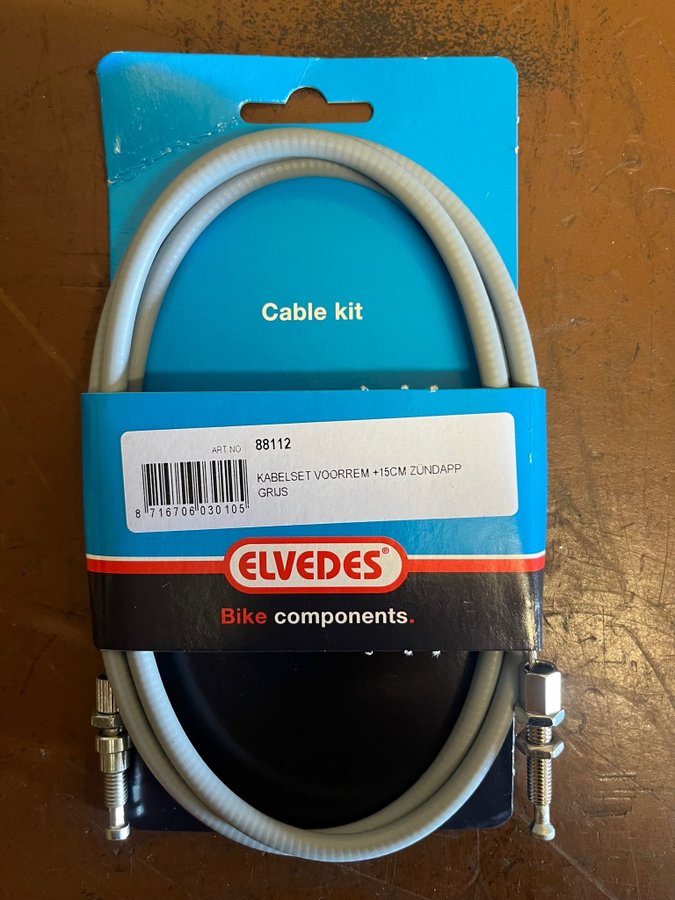 Cable kit
ART.NO 88112
KABELSET VOORREM +15CM ZÜNDAPP
GRIJS
8 716706 030105
ELVEDES®
Bike components.